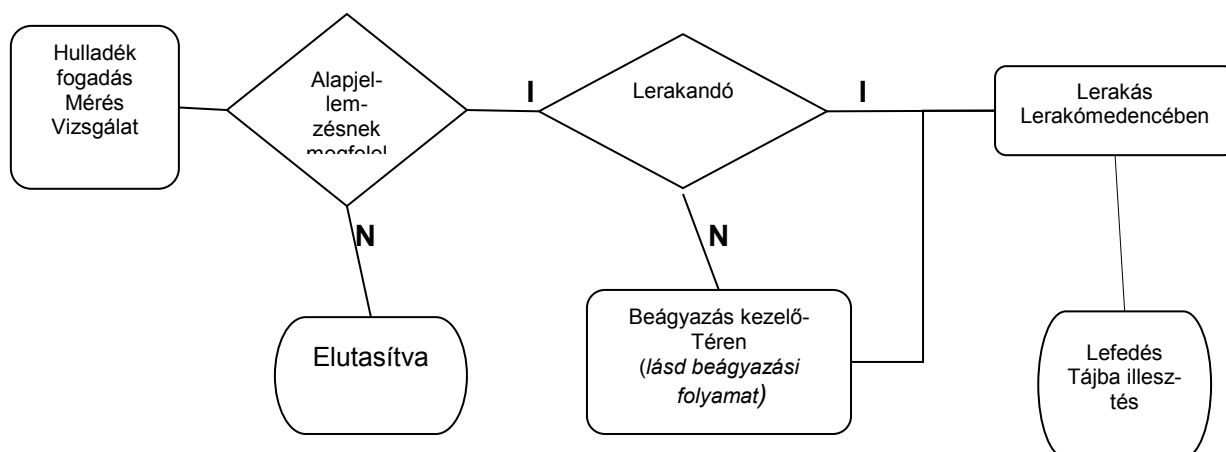 Hulladék
fogadás
Mérés
Vizsgálat
Alapjel-
lem-
zésnek
megfelel
I
N
Elutasítva
Lerakandó
I
N
Beágyazás kezelő-
Téren
(lásd beágyazási
folyamat)
Lerakás
Lerakómedencében
Lefedés
Tájba illesz-
tés